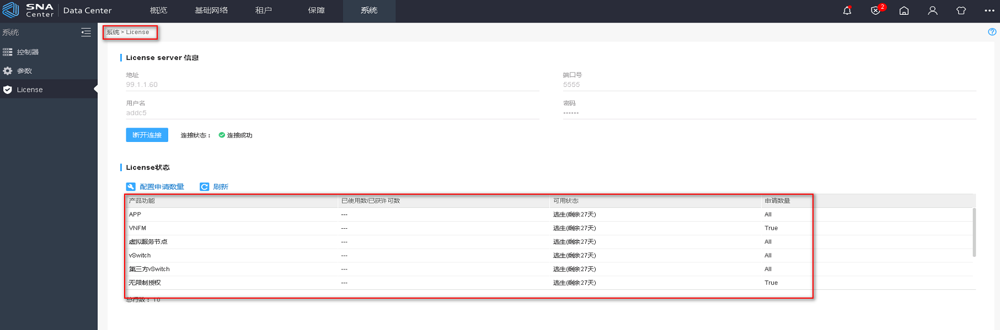 SNA Center Data Center 概览 基础网络 租户 保障 系统 2
系统
系统 > License
控制器
参数
License
License server 信息
地址 端口号
99.1.1.60 5555
用户名 密码
addc5 ••••••
断开连接 连接状态： 连接成功
License状态
配置申请数量 刷新
产品功能 已使用数/已获许可数 可用状态 申请数量
APP --- 逃生(剩余27天) All
VNFM --- 逃生(剩余27天) True
虚拟服务节点 --- 逃生(剩余27天) All
vSwitch --- 逃生(剩余27天) All
第三方vSwitch --- 逃生(剩余27天) All
无限制授权 --- 逃生(剩余27天) True
总行数： 10